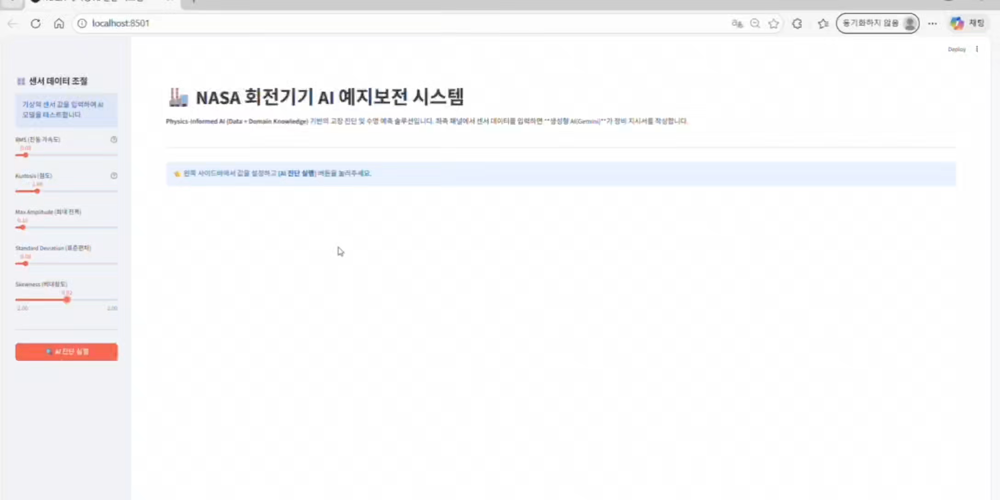 localhost:8501
동기화하지 않음
채팅
Deploy
센서 데이터 조절
가상의 센서 값을 입력하여 AI
모델을 테스트합니다.
RMS (진동 가속도)
Kurtosis (첨도)
Max Amplitude (최대 진폭)
0.10
Standard Deviation (표준편차)
0.08
Skewness (비대칭도)
0.02
2.00
AI 진단 실행
NASA 회전기기 AI 예지보전 시스템
Physics-Informed AI (Data + Domain Knowledge) 기반의 고장 진단 및 수명 예측 솔루션입니다. 좌측 패널에서 센서 데이터를 입력하면 **생성형 AI(Gemini)**가 정비 지시서를 작성합니다.
왼쪽 사이드바에서 값을 설정하고 [AI 진단 실행] 버튼을 눌러주세요.